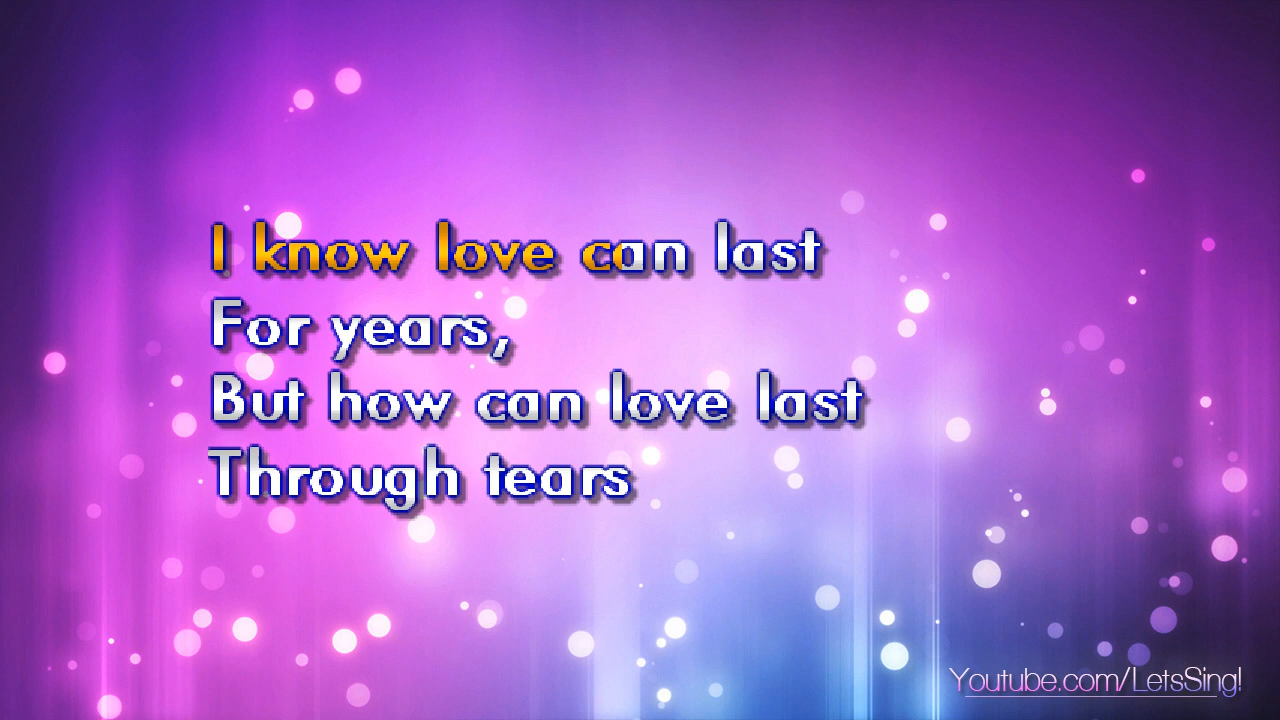 I know love can last
For years,
But how can love last
Through tears
Youtube.com/LetsSing!